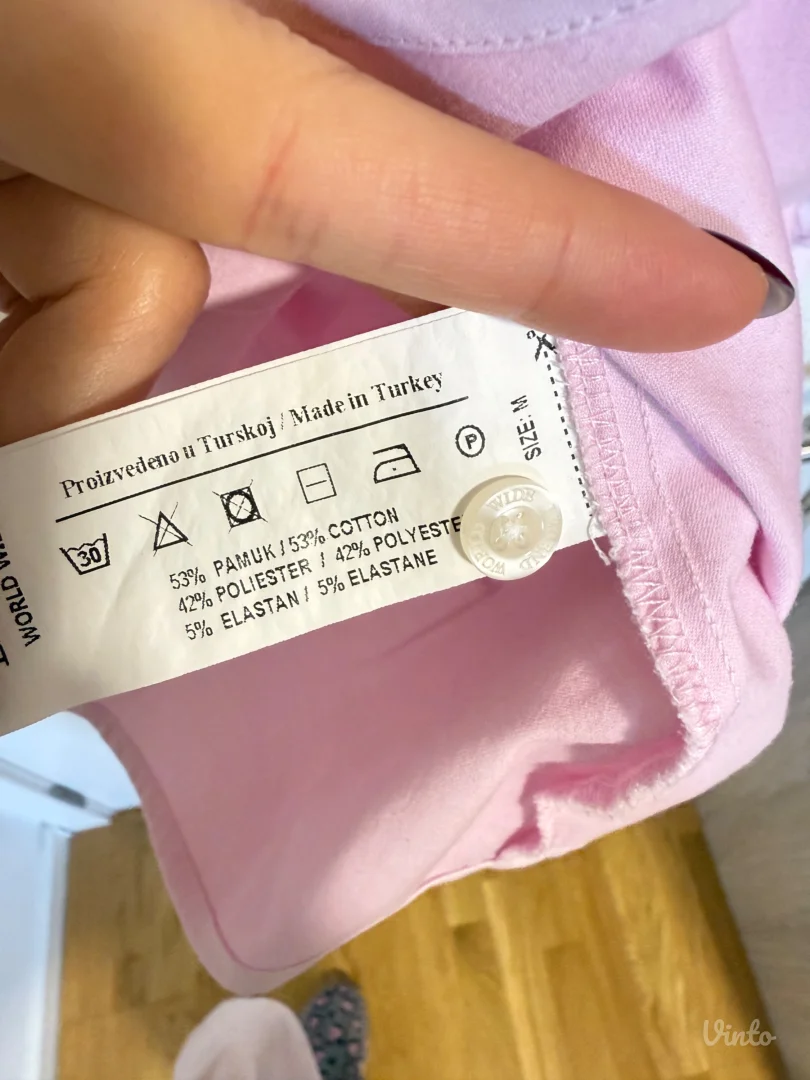 Proizvedeno u Turskoj / Made in Turkey
30
P
SIZE: M
53% PAMUK / 53% COTTON
42% POLIESTER / 42% POLYESTE
5% ELASTAN / 5% ELASTANE
WORLD
WORLD WIDE
Vinto